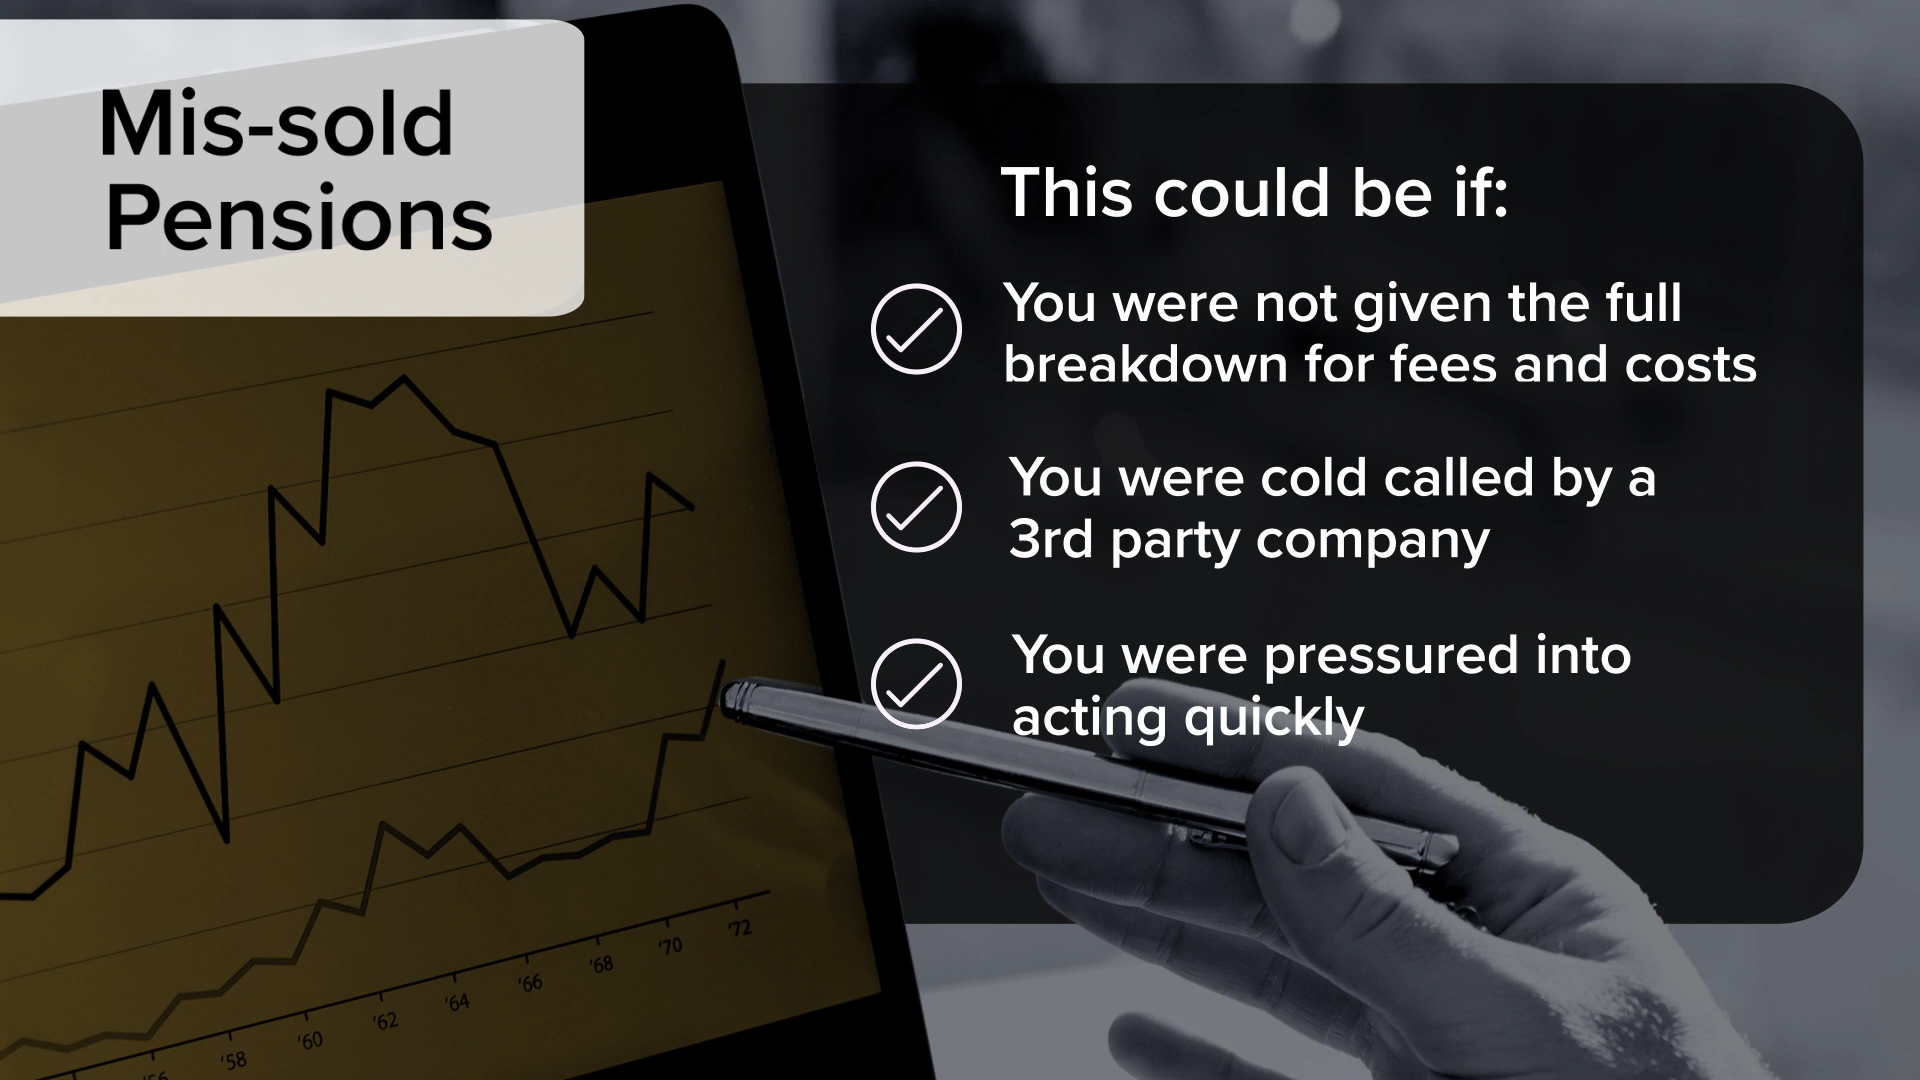 Mis-sold
Pensions
This could be if:
You were not given the full
breakdown for fees and costs
You were cold called by a
3rd party company
You were pressured into
acting quickly
'58
'60
'62
'64
'66
'68
'70
'72